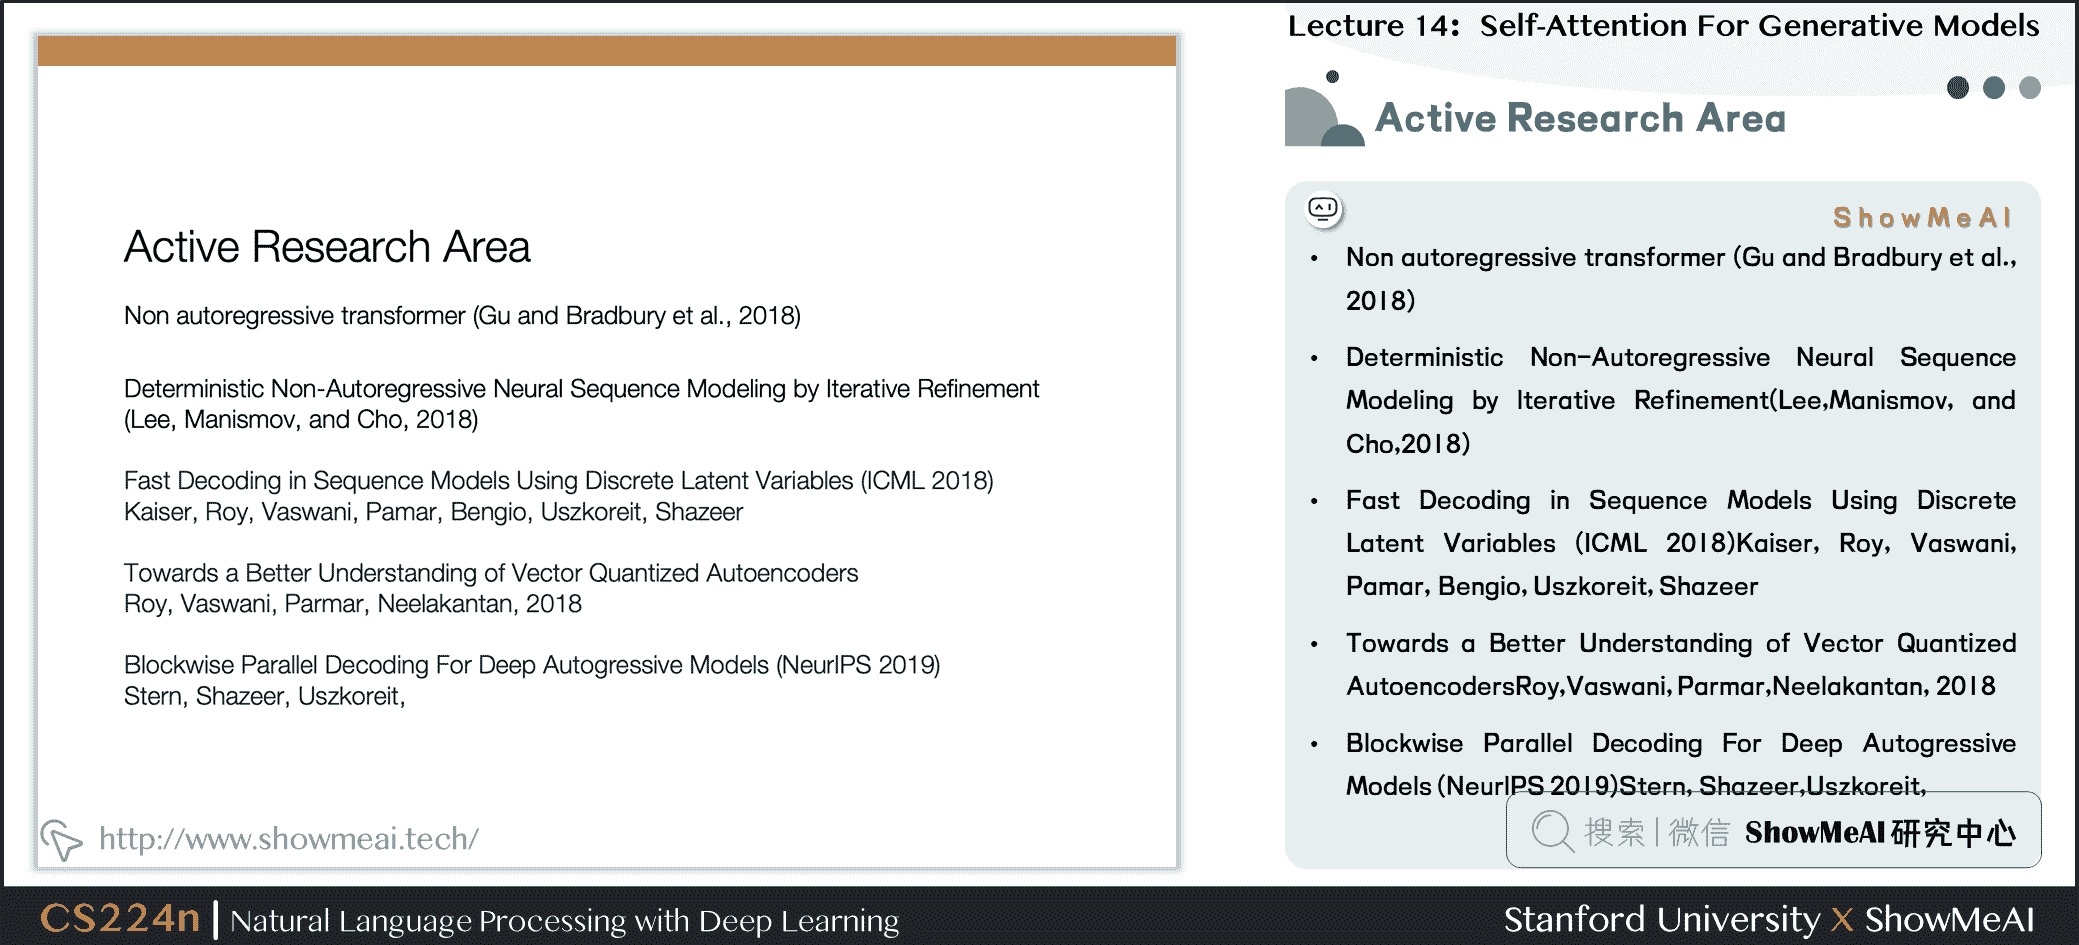 Lecture 14: Self-Attention For Generative Models
Active Research Area
Non autoregressive transformer (Gu and Bradbury et al., 2018)
Deterministic Non-Autoregressive Neural Sequence Modeling by Iterative Refinement
(Lee, Manismov, and Cho, 2018)
Fast Decoding in Sequence Models Using Discrete Latent Variables (ICML 2018)
Kaiser, Roy, Vaswani, Pamar, Bengio, Uszkoreit, Shazeer
Towards a Better Understanding of Vector Quantized Autoencoders
Roy, Vaswani, Parmar, Neelakantan, 2018
Blockwise Parallel Decoding For Deep Autogressive Models (NeurIPS 2019)
Stern, Shazeer, Uszkoreit,
http://www.showmeai.tech/
Active Research Area
ShowMeAI
• Non autoregressive transformer (Gu and Bradbury et al.,
2018)
• Deterministic Non-Autoregressive Neural Sequence
Modeling by Iterative Refinement(Lee,Manismov, and
Cho,2018)
• Fast Decoding in Sequence Models Using Discrete
Latent Variables (ICML 2018)Kaiser, Roy, Vaswani,
Pamar, Bengio, Uszkoreit, Shazeer
• Towards a Better Understanding of Vector Quantized
AutoencodersRoy,Vaswani, Parmar,Neelakantan, 2018
• Blockwise Parallel Decoding For Deep Autogressive
Models (NeurIPS 2019)Stern, Shazeer,Uszkoreit,
搜索|微信 ShowMeAI研究中心
CS224n | Natural Language Processing with Deep Learning
Stanford University X ShowMeAI